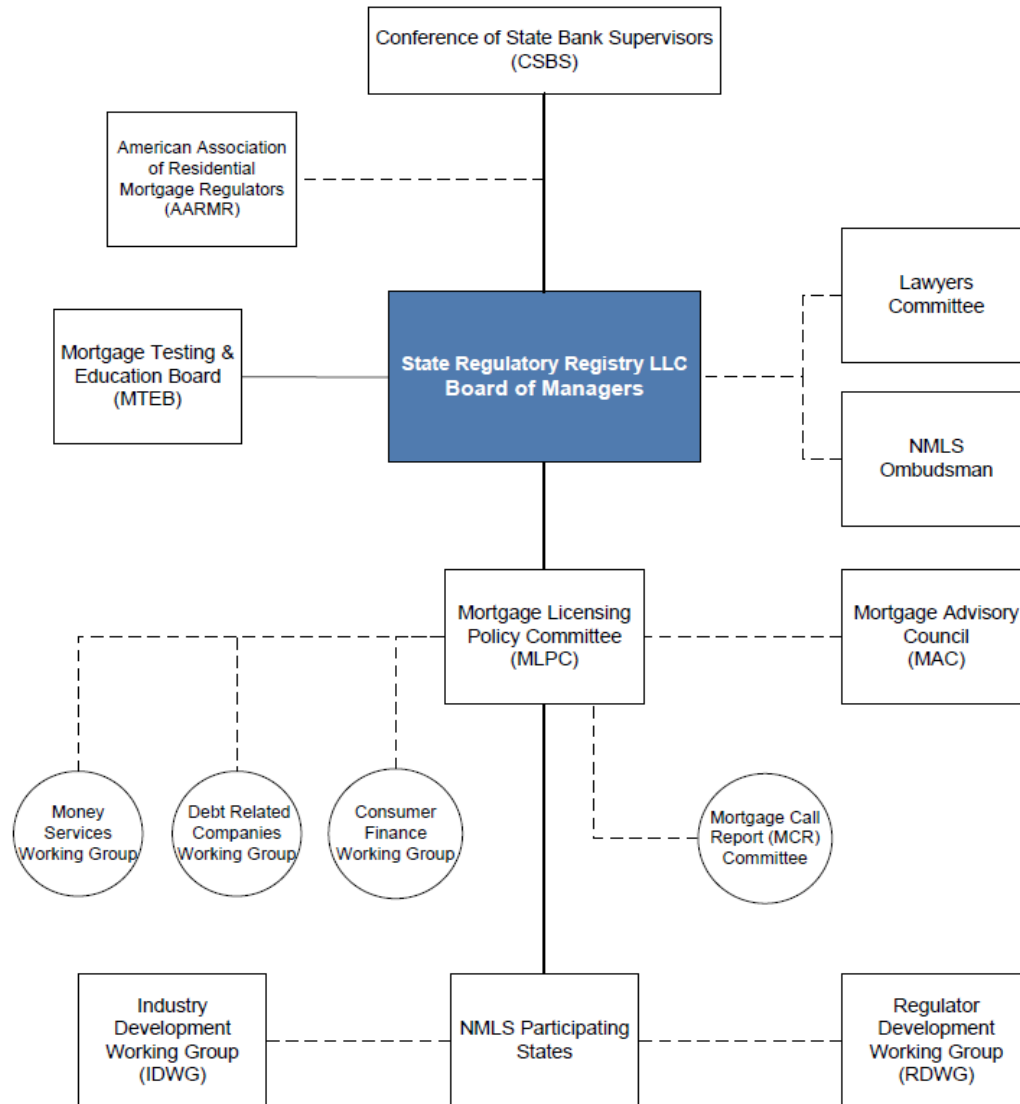 Conference of State Bank Supervisors
(CSBS)
American Association
of Residential
Mortgage Regulators
(AARMR)
Lawyers
Committee
Mortgage Testing &
Education Board
(MTEB)
State Regulatory Registry LLC
Board of Managers
NMLS
Ombudsman
Mortgage Licensing
Policy Committee
(MLPC)
Mortgage Advisory
Council
(MAC)
Money
Services
Working Group
Debt Related
Companies
Working Group
Consumer
Finance
Working Group
Mortgage Call
Report (MCR)
Committee
Industry
Development
Working Group
(IDWG)
NMLS Participating
States
Regulator
Development
Working Group
(RDWG)